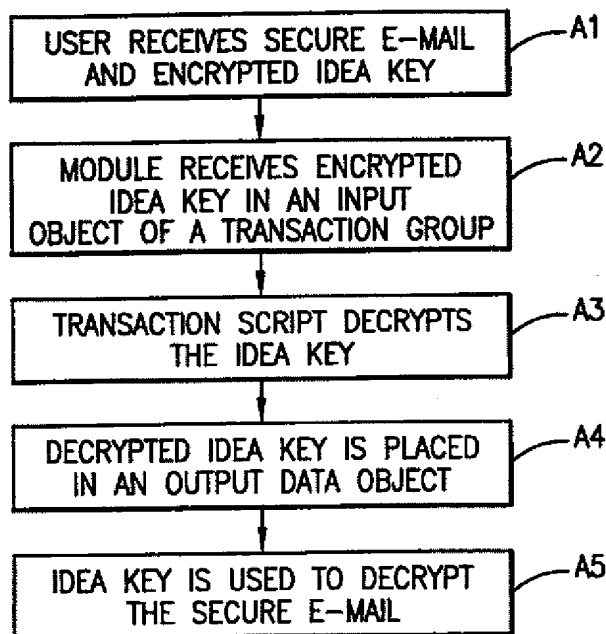 USER RECEIVES SECURE E-MAIL
AND ENCRYPTED IDEA KEY
A1
MODULE RECEIVES ENCRYPTED
IDEA KEY IN AN INPUT
OBJECT OF A TRANSACTION GROUP
A2
TRANSACTION SCRIPT DECRYPTS
THE IDEA KEY
A3
DECRYPTED IDEA KEY IS PLACED
IN AN OUTPUT DATA OBJECT
A4
IDEA KEY IS USED TO DECRYPT
THE SECURE E-MAIL
A5